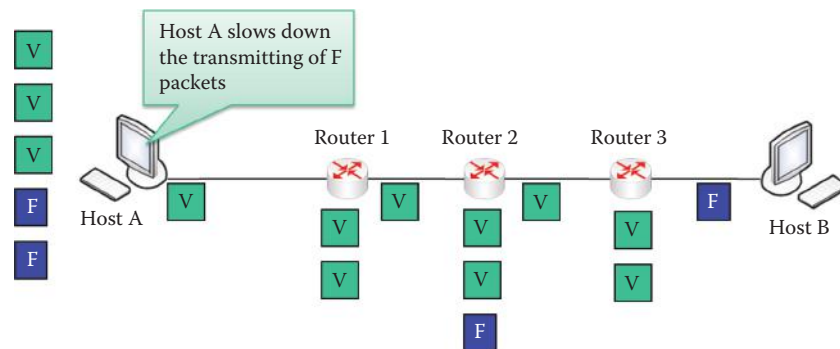 Host A slows down
the transmitting of F
packets
V
V
V
F
F
Host A
V
Router 1
V
V
V
Router 2
V
V
F
V
Router 3
V
V
F
Host B